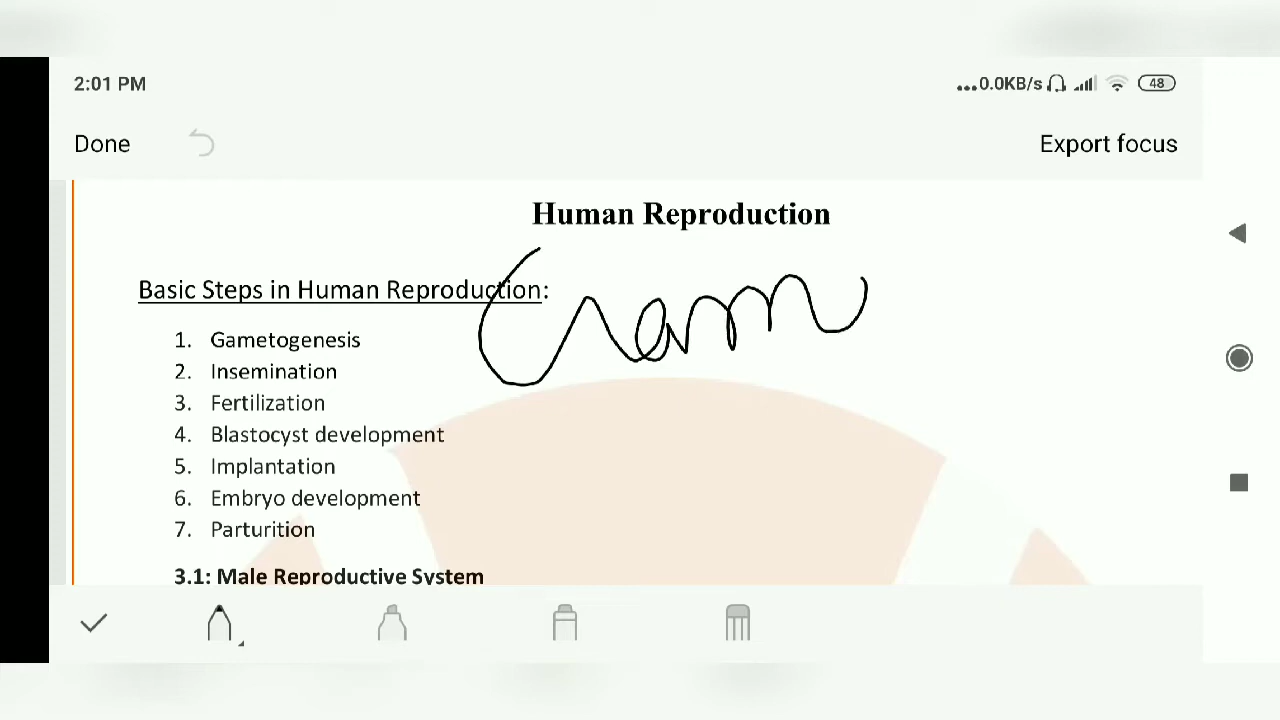 2:01 PM
...0.0KB/s
48
Done
Export focus
Human Reproduction
Basic Steps in Human Reproduction:
Cram
1. Gametogenesis
2. Insemination
3. Fertilization
4. Blastocyst development
5. Implantation
6. Embryo development
7. Parturition
3.1: Male Reproductive System